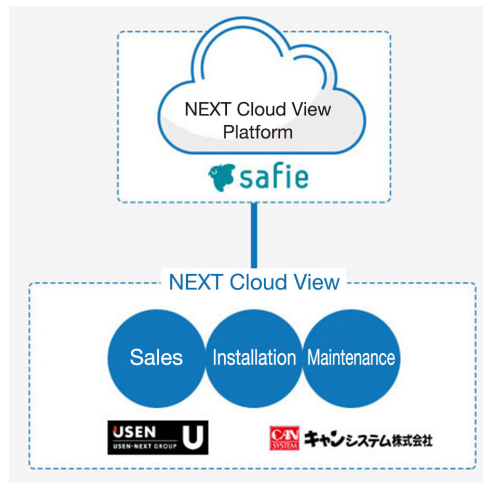 NEXT Cloud View
Platform
safie
NEXT Cloud View
Sales
Installation
Maintenance
USEN
USEN-NEXT GROUP
U
CAN
SYSTEM
キャンシステム株式会社